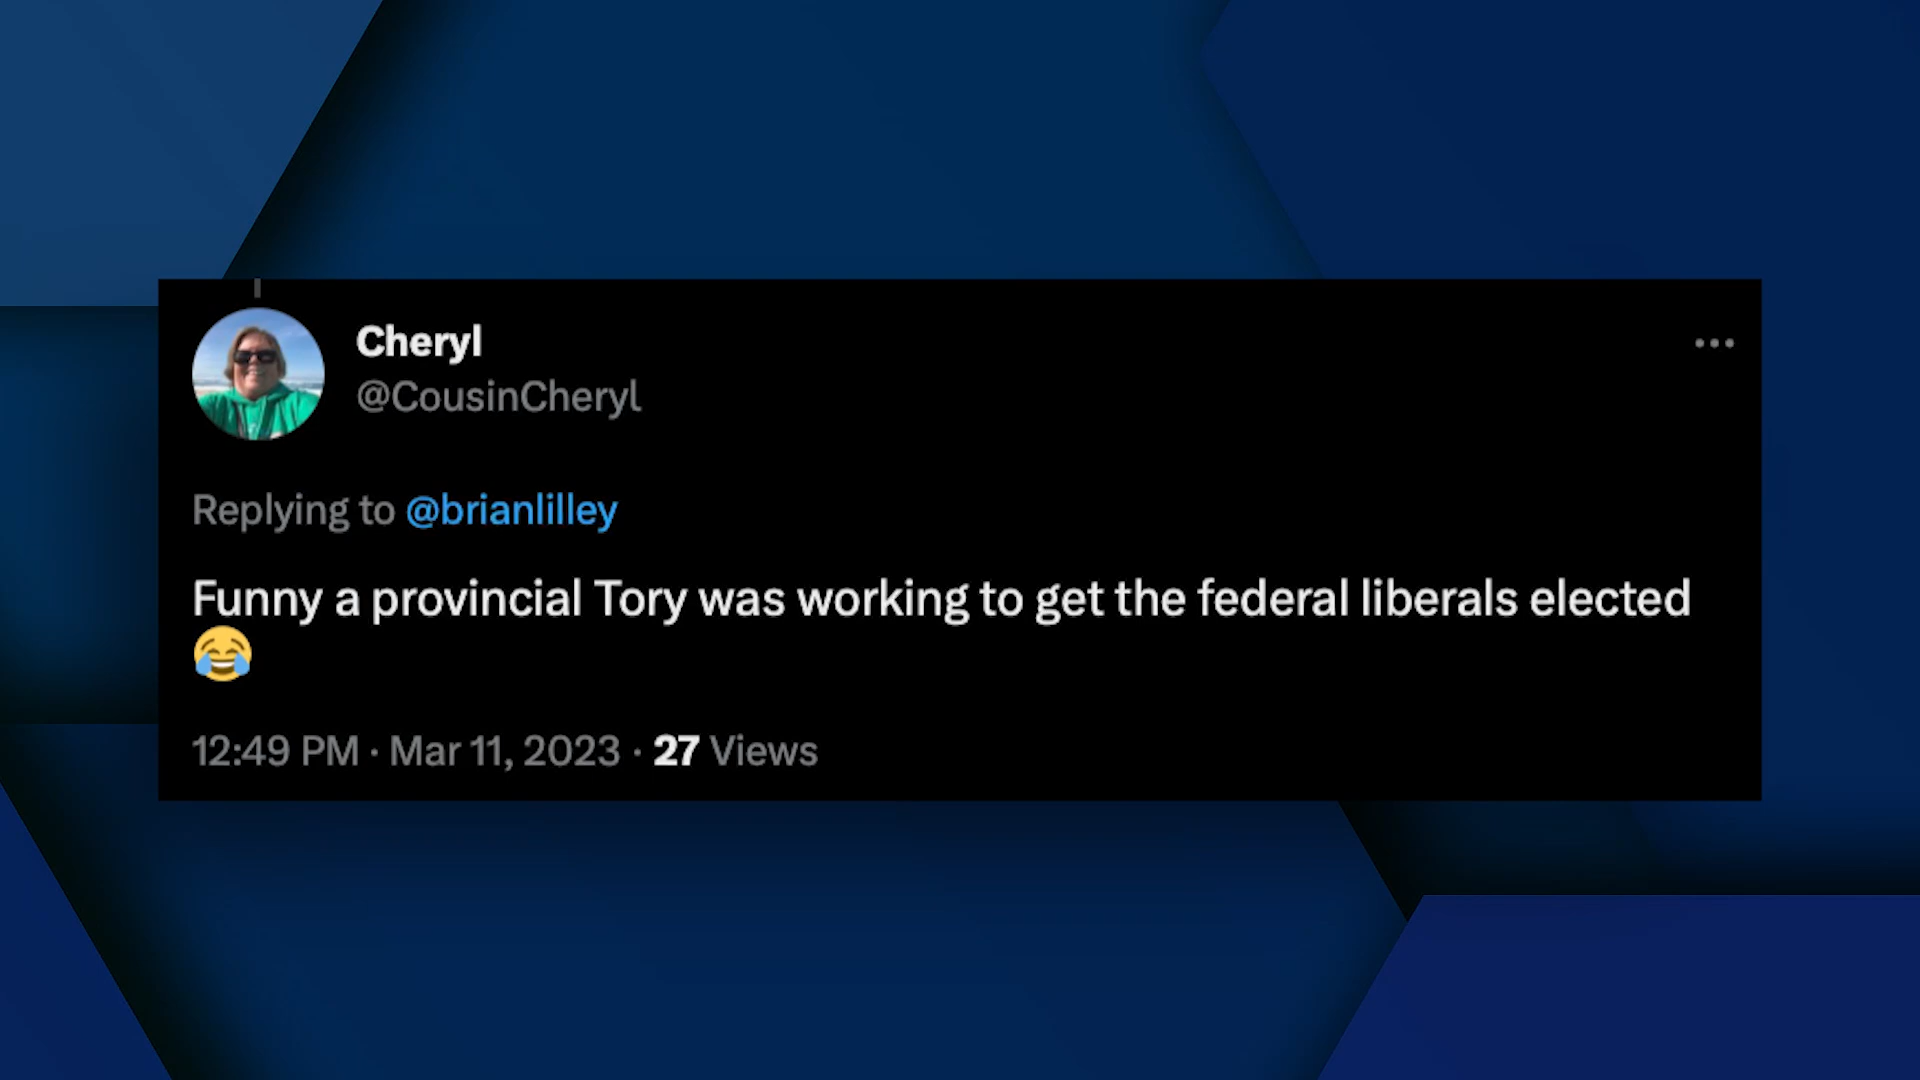 Cheryl
@CousinCheryl
Replying to @brianlilley
Funny a provincial Tory was working to get the federal liberals elected
😂
12:49 PM · Mar 11, 2023 · 27 Views